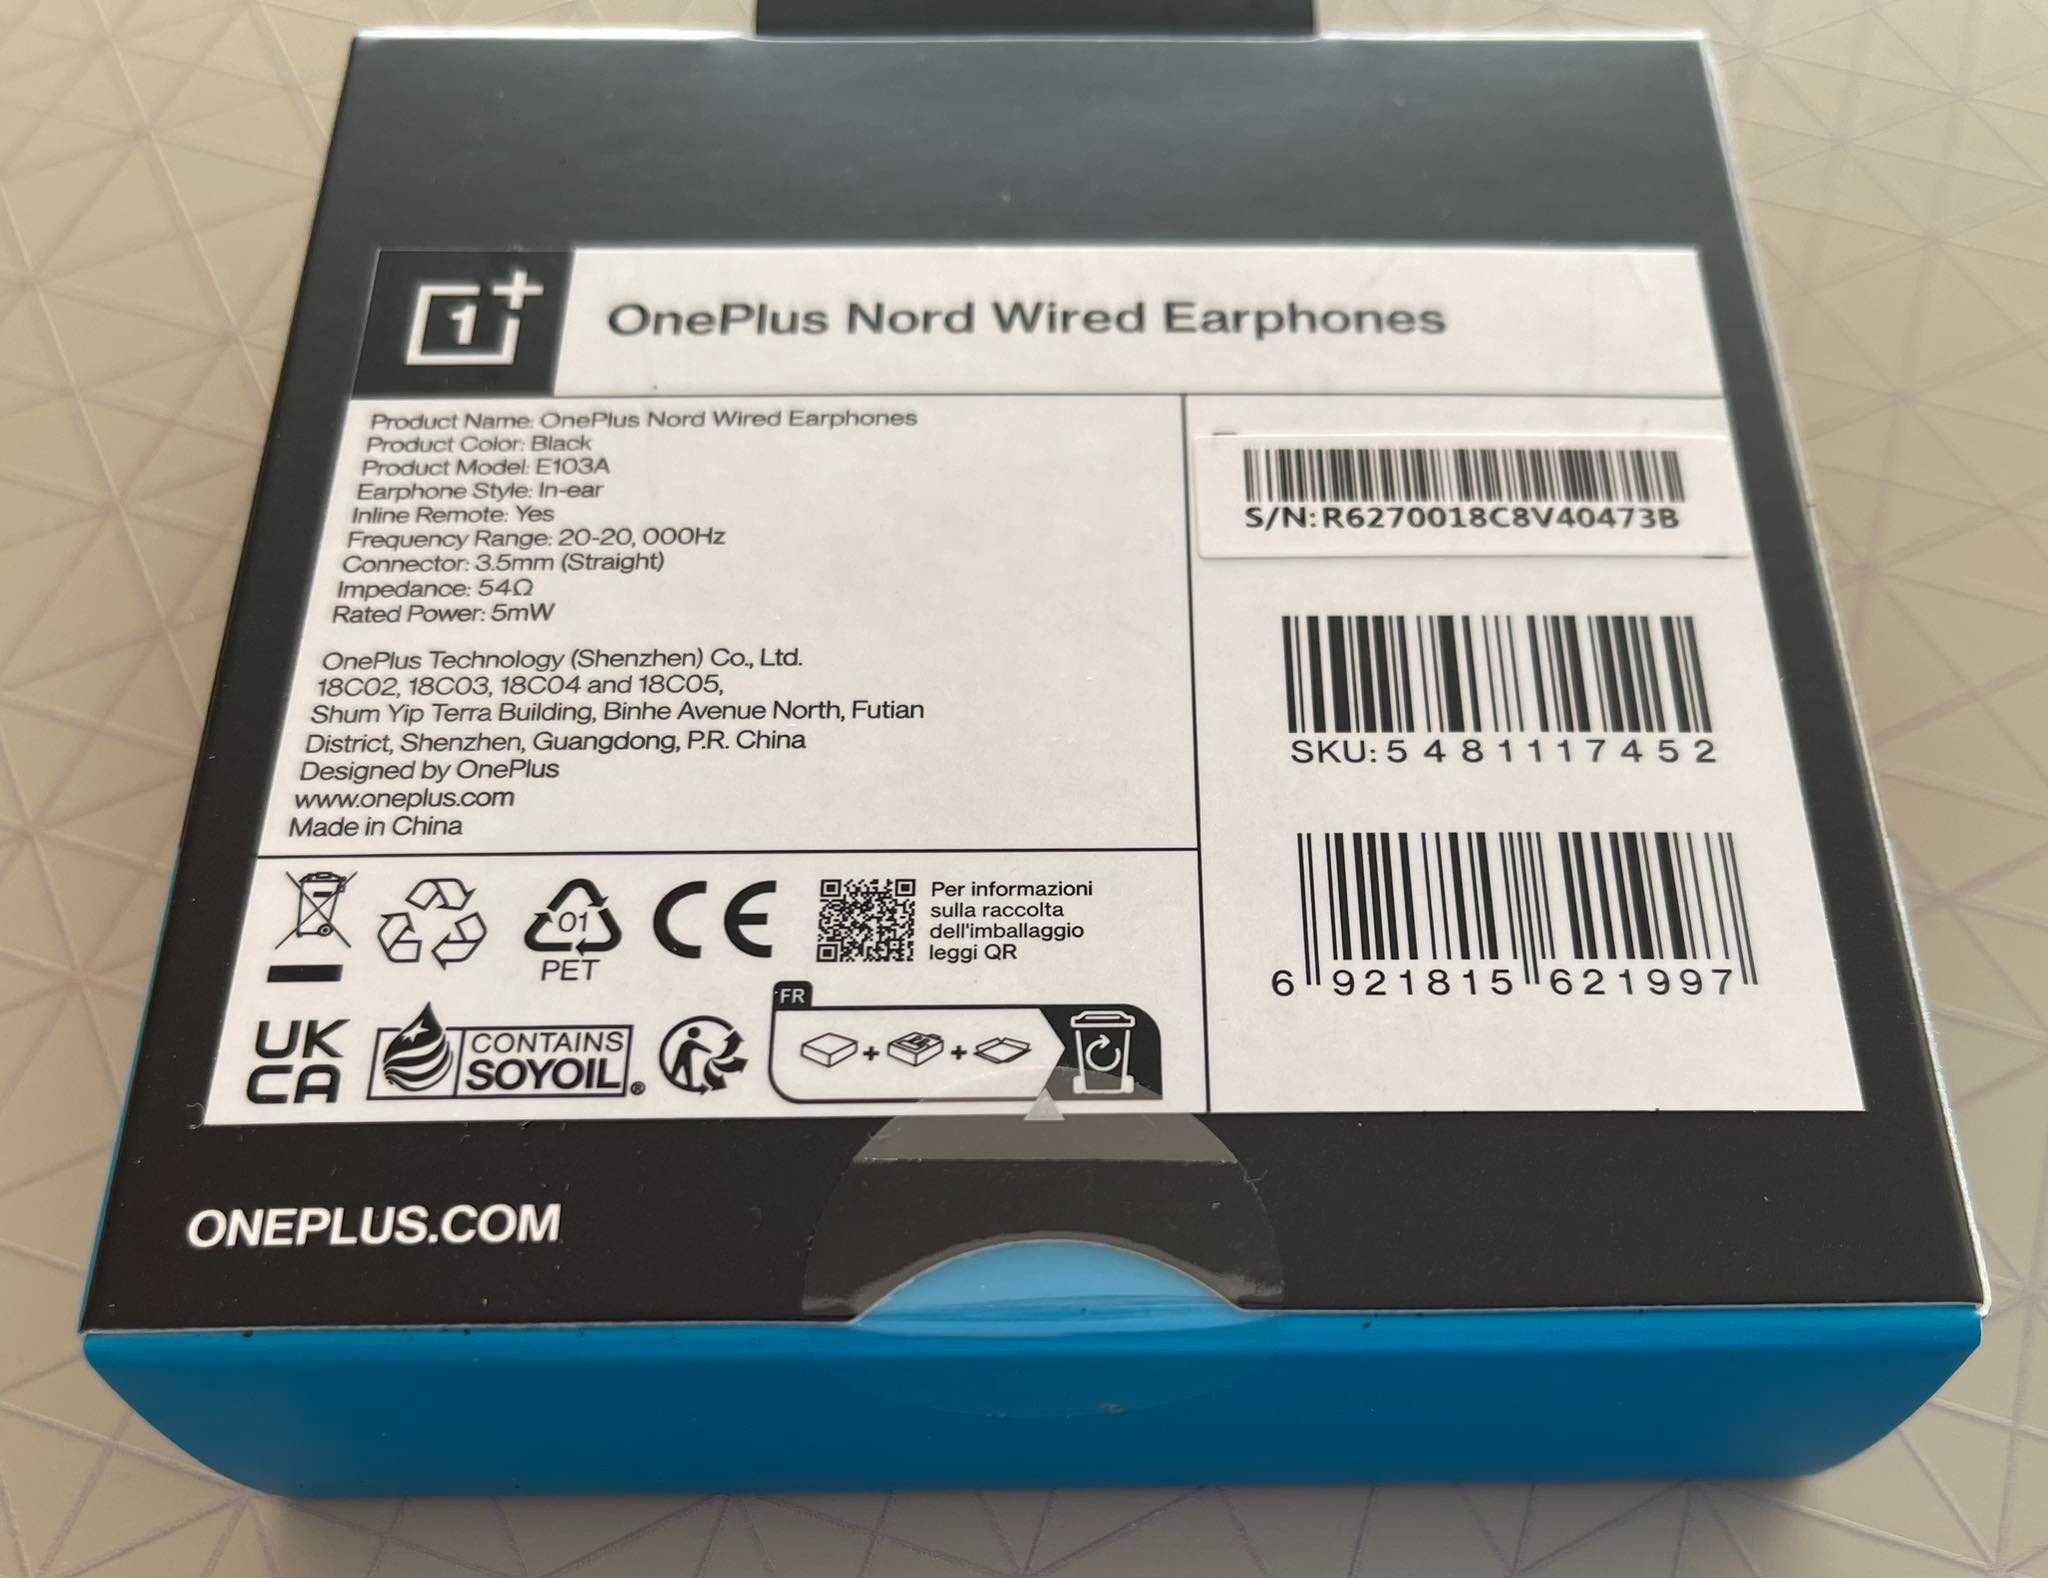 1+
OnePlus Nord Wired Earphones
Product Name: OnePlus Nord Wired Earphones
Product Color: Black
Product Model: E103A
Earphone Style: In-ear
Inline Remote: Yes
Frequency Range: 20-20, 000Hz
Connector: 3.5mm (Straight)
Impedance: 54Ω
Rated Power: 5mW
OnePlus Technology (Shenzhen) Co., Ltd.
18C02, 18C03, 18C04 and 18C05,
Shum Yip Terra Building, Binhe Avenue North, Futian
District, Shenzhen, Guangdong, P.R. China
Designed by OnePlus
www.oneplus.com
Made in China
S/N:R6270018C8V40473B
SKU: 5481117452
6 921815 621997
01
PET
CE
Per informazioni
sulla raccolta
dell'imballaggio
leggi QR
UK
CA
CONTAINS
SOYOIL®
FR
ONEPLUS.COM